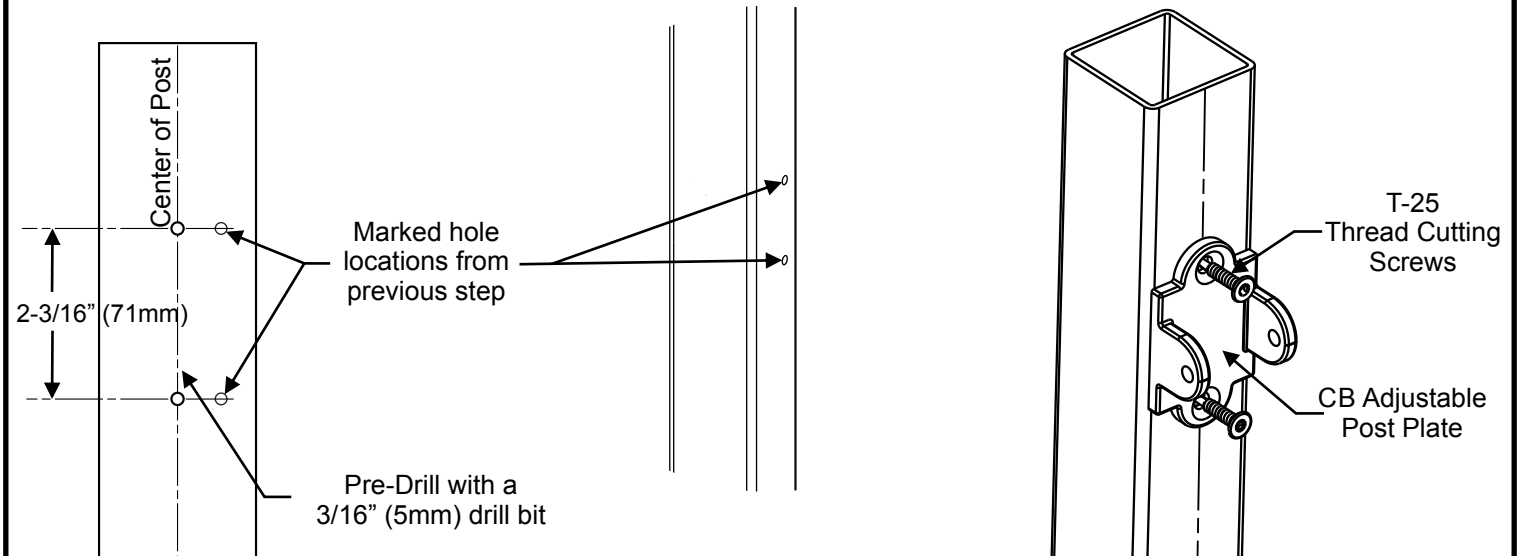 Center of Post
2-3/16” (71mm)
Marked hole
locations from
previous step
Pre-Drill with a
3/16” (5mm) drill bit
T-25
Thread Cutting
Screws
CB Adjustable
Post Plate